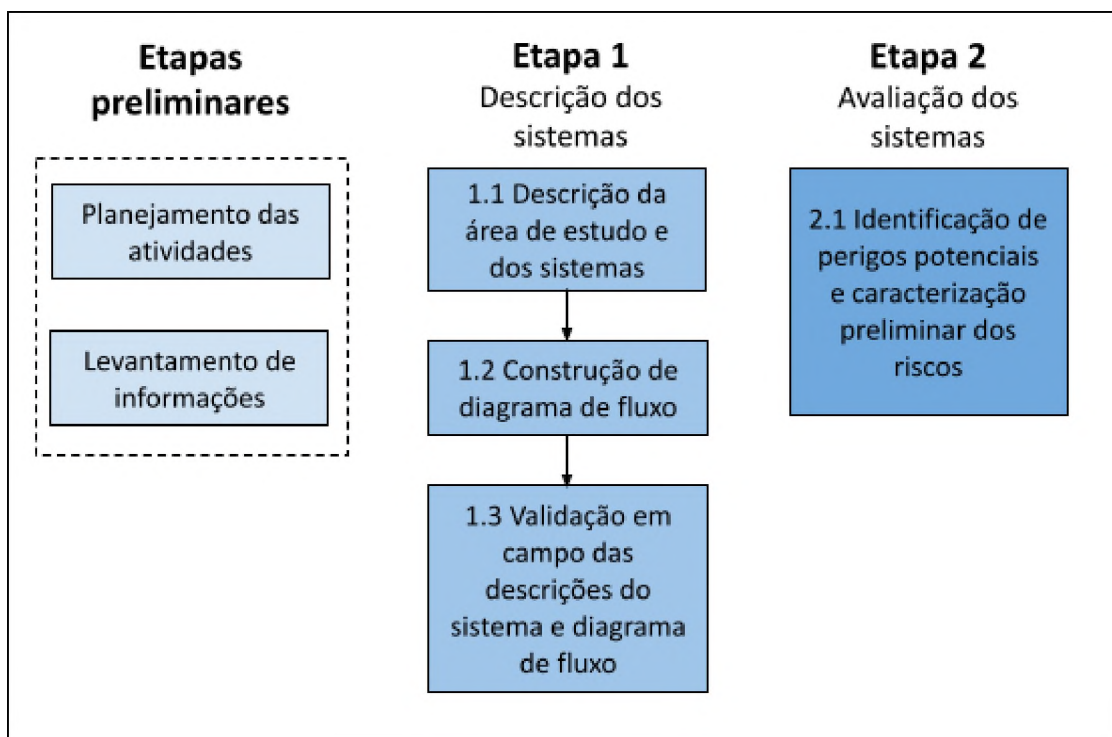 Etapas
preliminares
Planejamento das
atividades
Levantamento de
informações
Etapa 1
Descrição dos
sistemas
1.1 Descrição da
área de estudo e
dos sistemas
1.2 Construção de
diagrama de fluxo
1.3 Validação em
campo das
descrições do
sistema e diagrama
de fluxo
Etapa 2
Avaliação dos
sistemas
2.1 Identificação de
perigos potenciais
e caracterização
preliminar dos
riscos